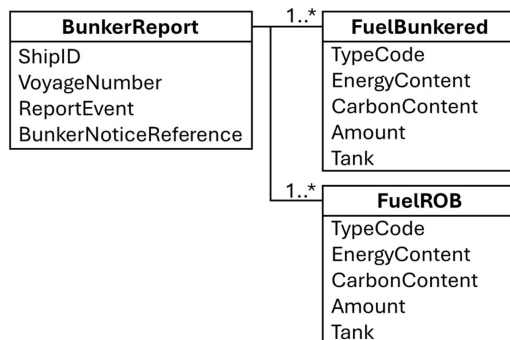 BunkerReport
ShipID
VoyageNumber
ReportEvent
BunkerNoticeReference
1..*
FuelBunkered
TypeCode
EnergyContent
CarbonContent
Amount
Tank
1..*
FuelROB
TypeCode
EnergyContent
CarbonContent
Amount
Tank